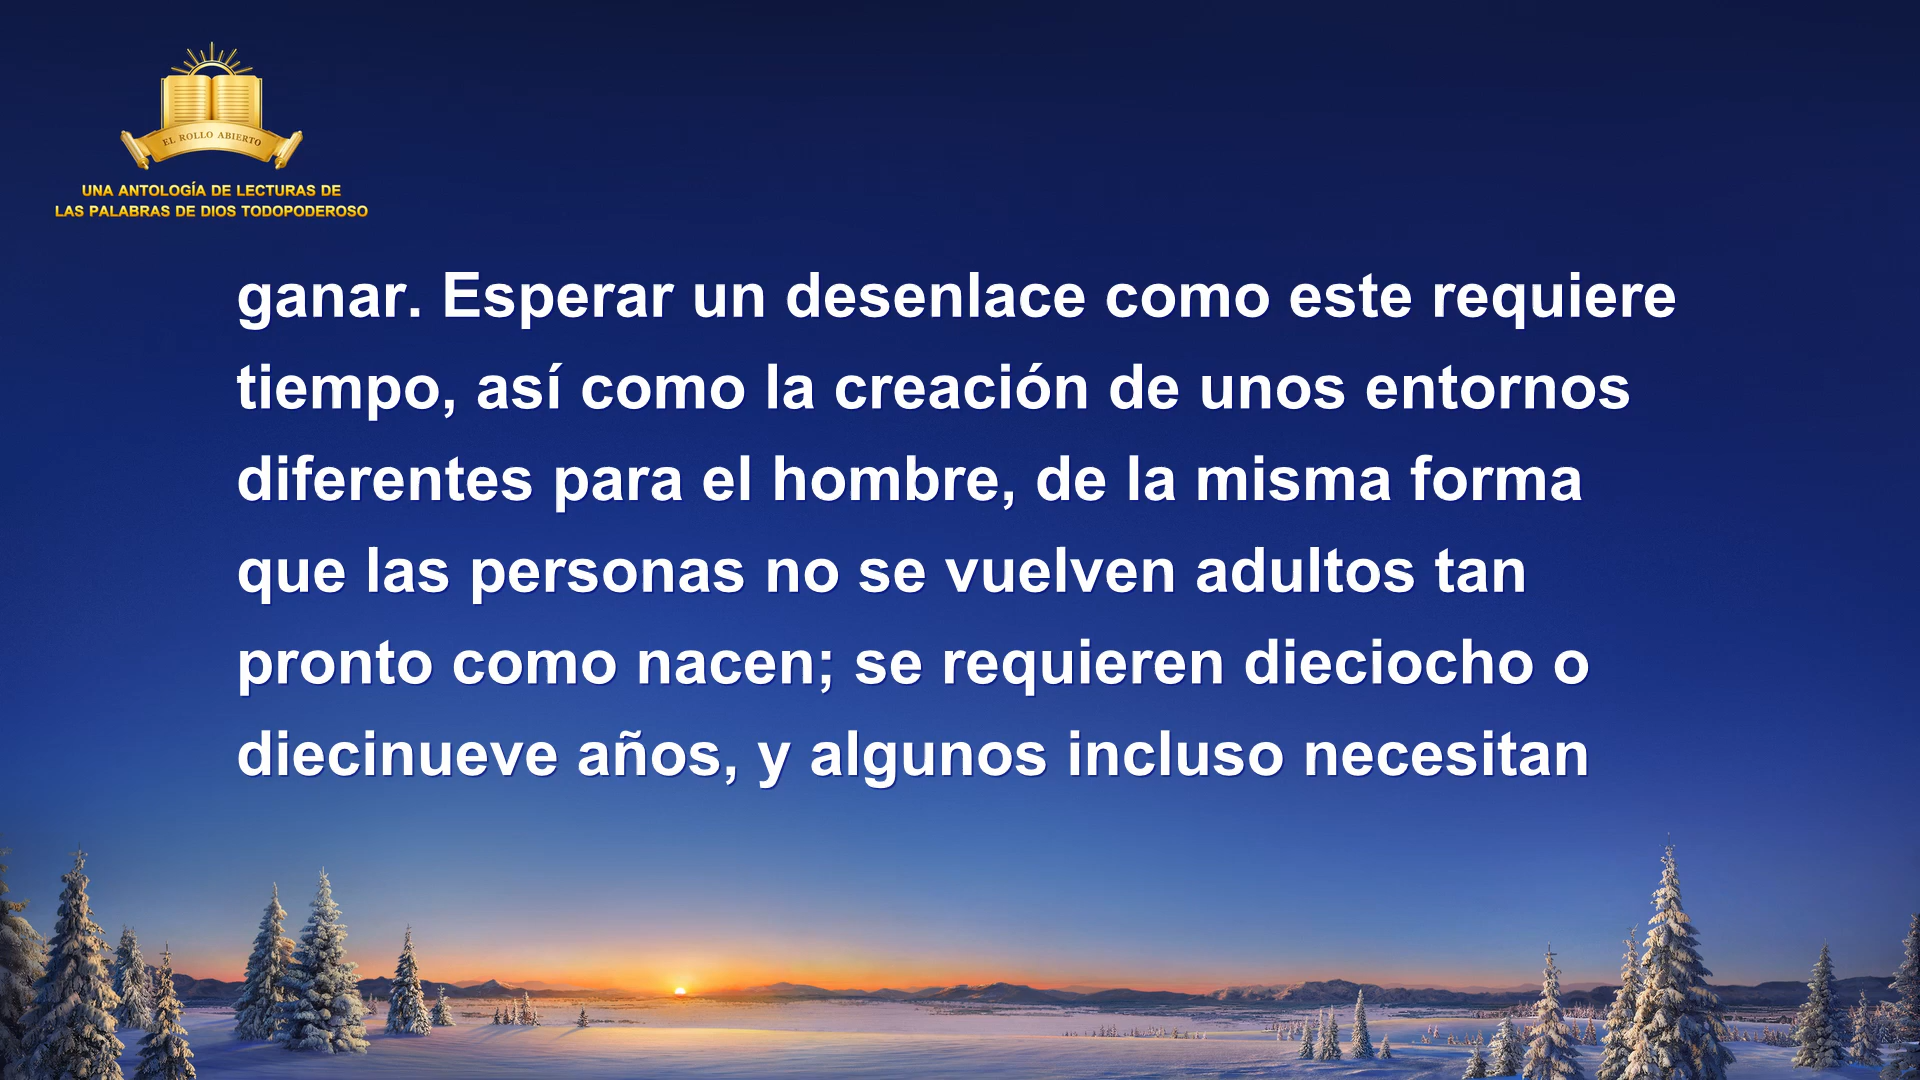 EL ROLLO ABIERTO
UNA ANTOLOGÍA DE LECTURAS DE
LAS PALABRAS DE DIOS TODOPODEROSO
ganar. Esperar un desenlace como este requiere
tiempo, así como la creación de unos entornos
diferentes para el hombre, de la misma forma
que las personas no se vuelven adultos tan
pronto como nacen; se requieren dieciocho o
diecinueve años, y algunos incluso necesitan